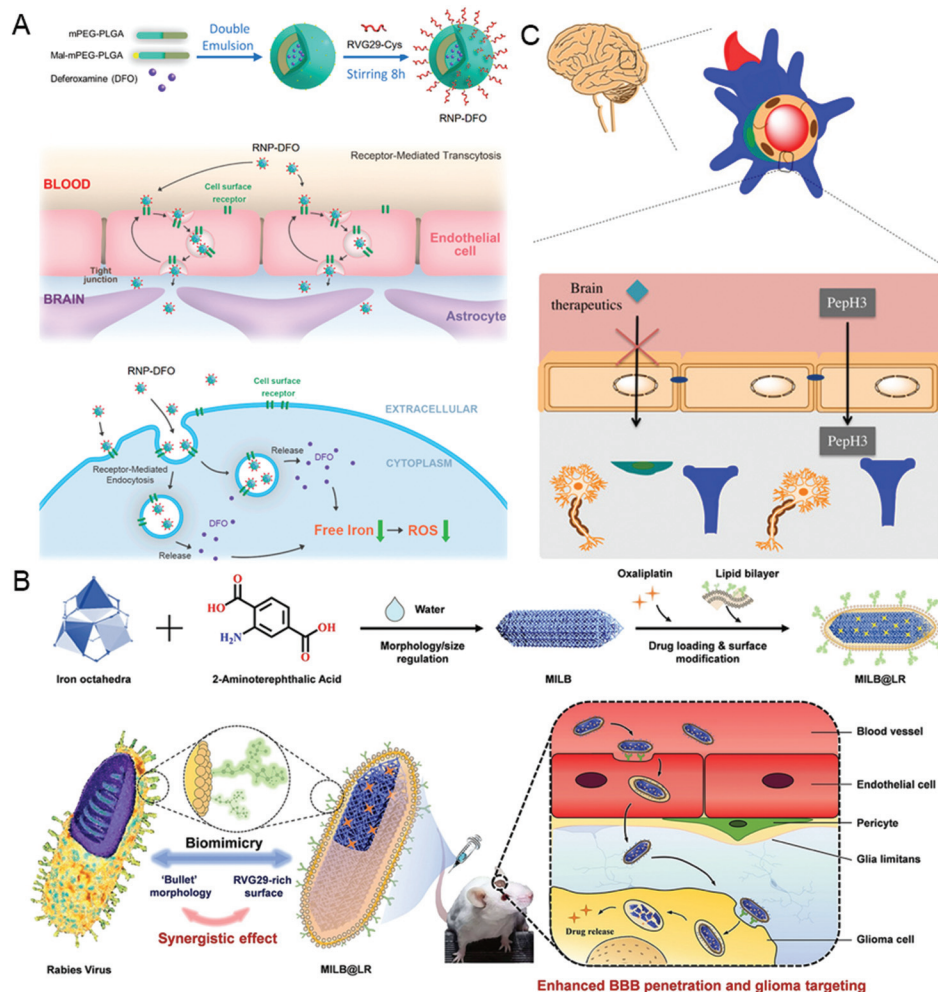 A
mPEG-PLGA
Mal-mPEG-PLGA
Deferoxamine (DFO)
Double
Emulsion
RVG29-Cys
Stirring 8h
RNP-DFO
RNP-DFO
Receptor-Mediated Transcytosis
BLOOD
Cell surface
receptor
Endothelial
cell
Tight
junction
BRAIN
Astrocyte
RNP-DFO
Cell surface
receptor
EXTRACELLULAR
CYTOPLASM
Receptor-Mediated
Endocytosis
Release
DFO
DFO
Release
Free Iron
ROS
C
Brain
therapeutics
PepH3
PepH3
B
Iron octahedra
+
2-Aminoterephthalic Acid
O
HO
H₂N
OH
O
Water
Morphology/size
regulation
MILB
Oxaliplatin
Lipid bilayer
Drug loading & surface
modification
MILB@LR
Biomimicry
'Bullet'
morphology
RVG29-rich
surface
Synergistic effect
Rabies Virus
MILB@LR
Blood vessel
Endothelial cell
Pericyte
Glia limitans
Drug release
Glioma cell
Enhanced BBB penetration and glioma targeting